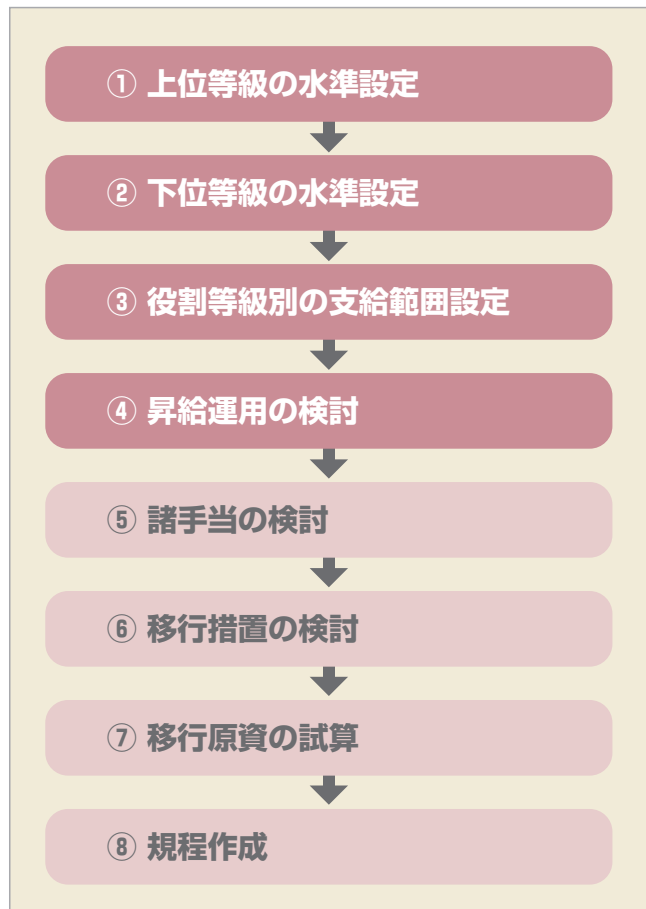 ① 上位等級の水準設定
② 下位等級の水準設定
③ 役割等級別の支給範囲設定
④ 昇給運用の検討
⑤ 諸手当の検討
⑥ 移行措置の検討
⑦ 移行原資の試算
⑧ 規程作成